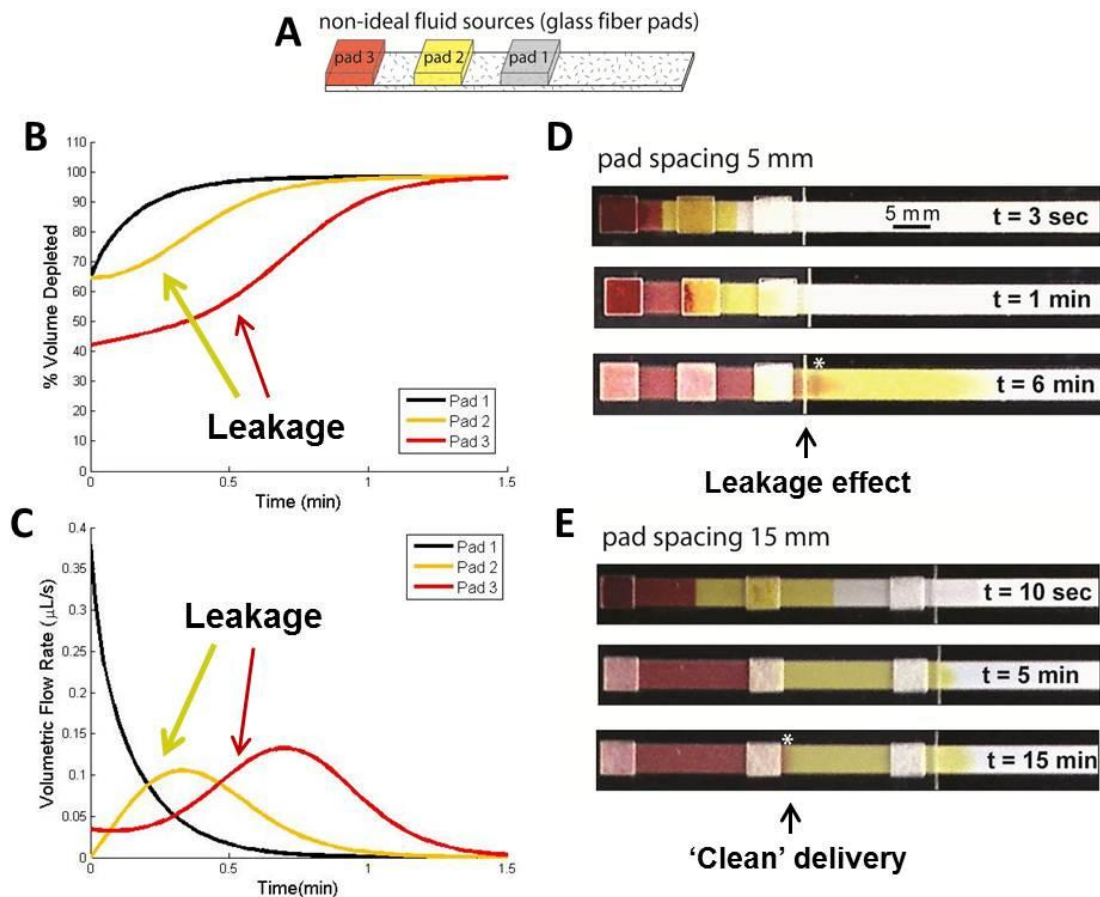 A
non-ideal fluid sources (glass fiber pads)
pad 3
pad 2
pad 1
B
110
100
90
80
70
60
50
40
30
20
10
0
% Volume Depleted
0
0.5
1
1.5
Time (min)
Leakage
Pad 1
Pad 2
Pad 3
C
0.4
0.35
0.3
0.25
0.2
0.15
0.1
0.05
0
Volumetric Flow Rate (μL/s)
0
0.5
1
1.5
Time(min)
Leakage
Pad 1
Pad 2
Pad 3
D
pad spacing 5 mm
5 mm
t = 3 sec
t = 1 min
*
t = 6 min
Leakage effect
E
pad spacing 15 mm
t = 10 sec
t = 5 min
*
t = 15 min
‘Clean’ delivery